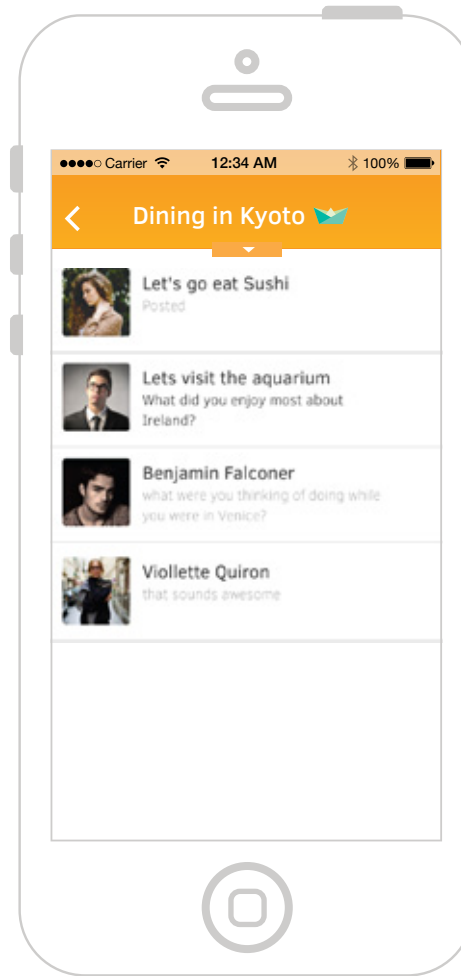 Carrier 12:34 AM 100%
Dining in Kyoto
Let's go eat Sushi
Posted
Lets visit the aquarium
What did you enjoy most about
Ireland?
Benjamin Falconer
what were you thinking of doing while
you were in Venice?
Viollette Quiron
that sounds awesome